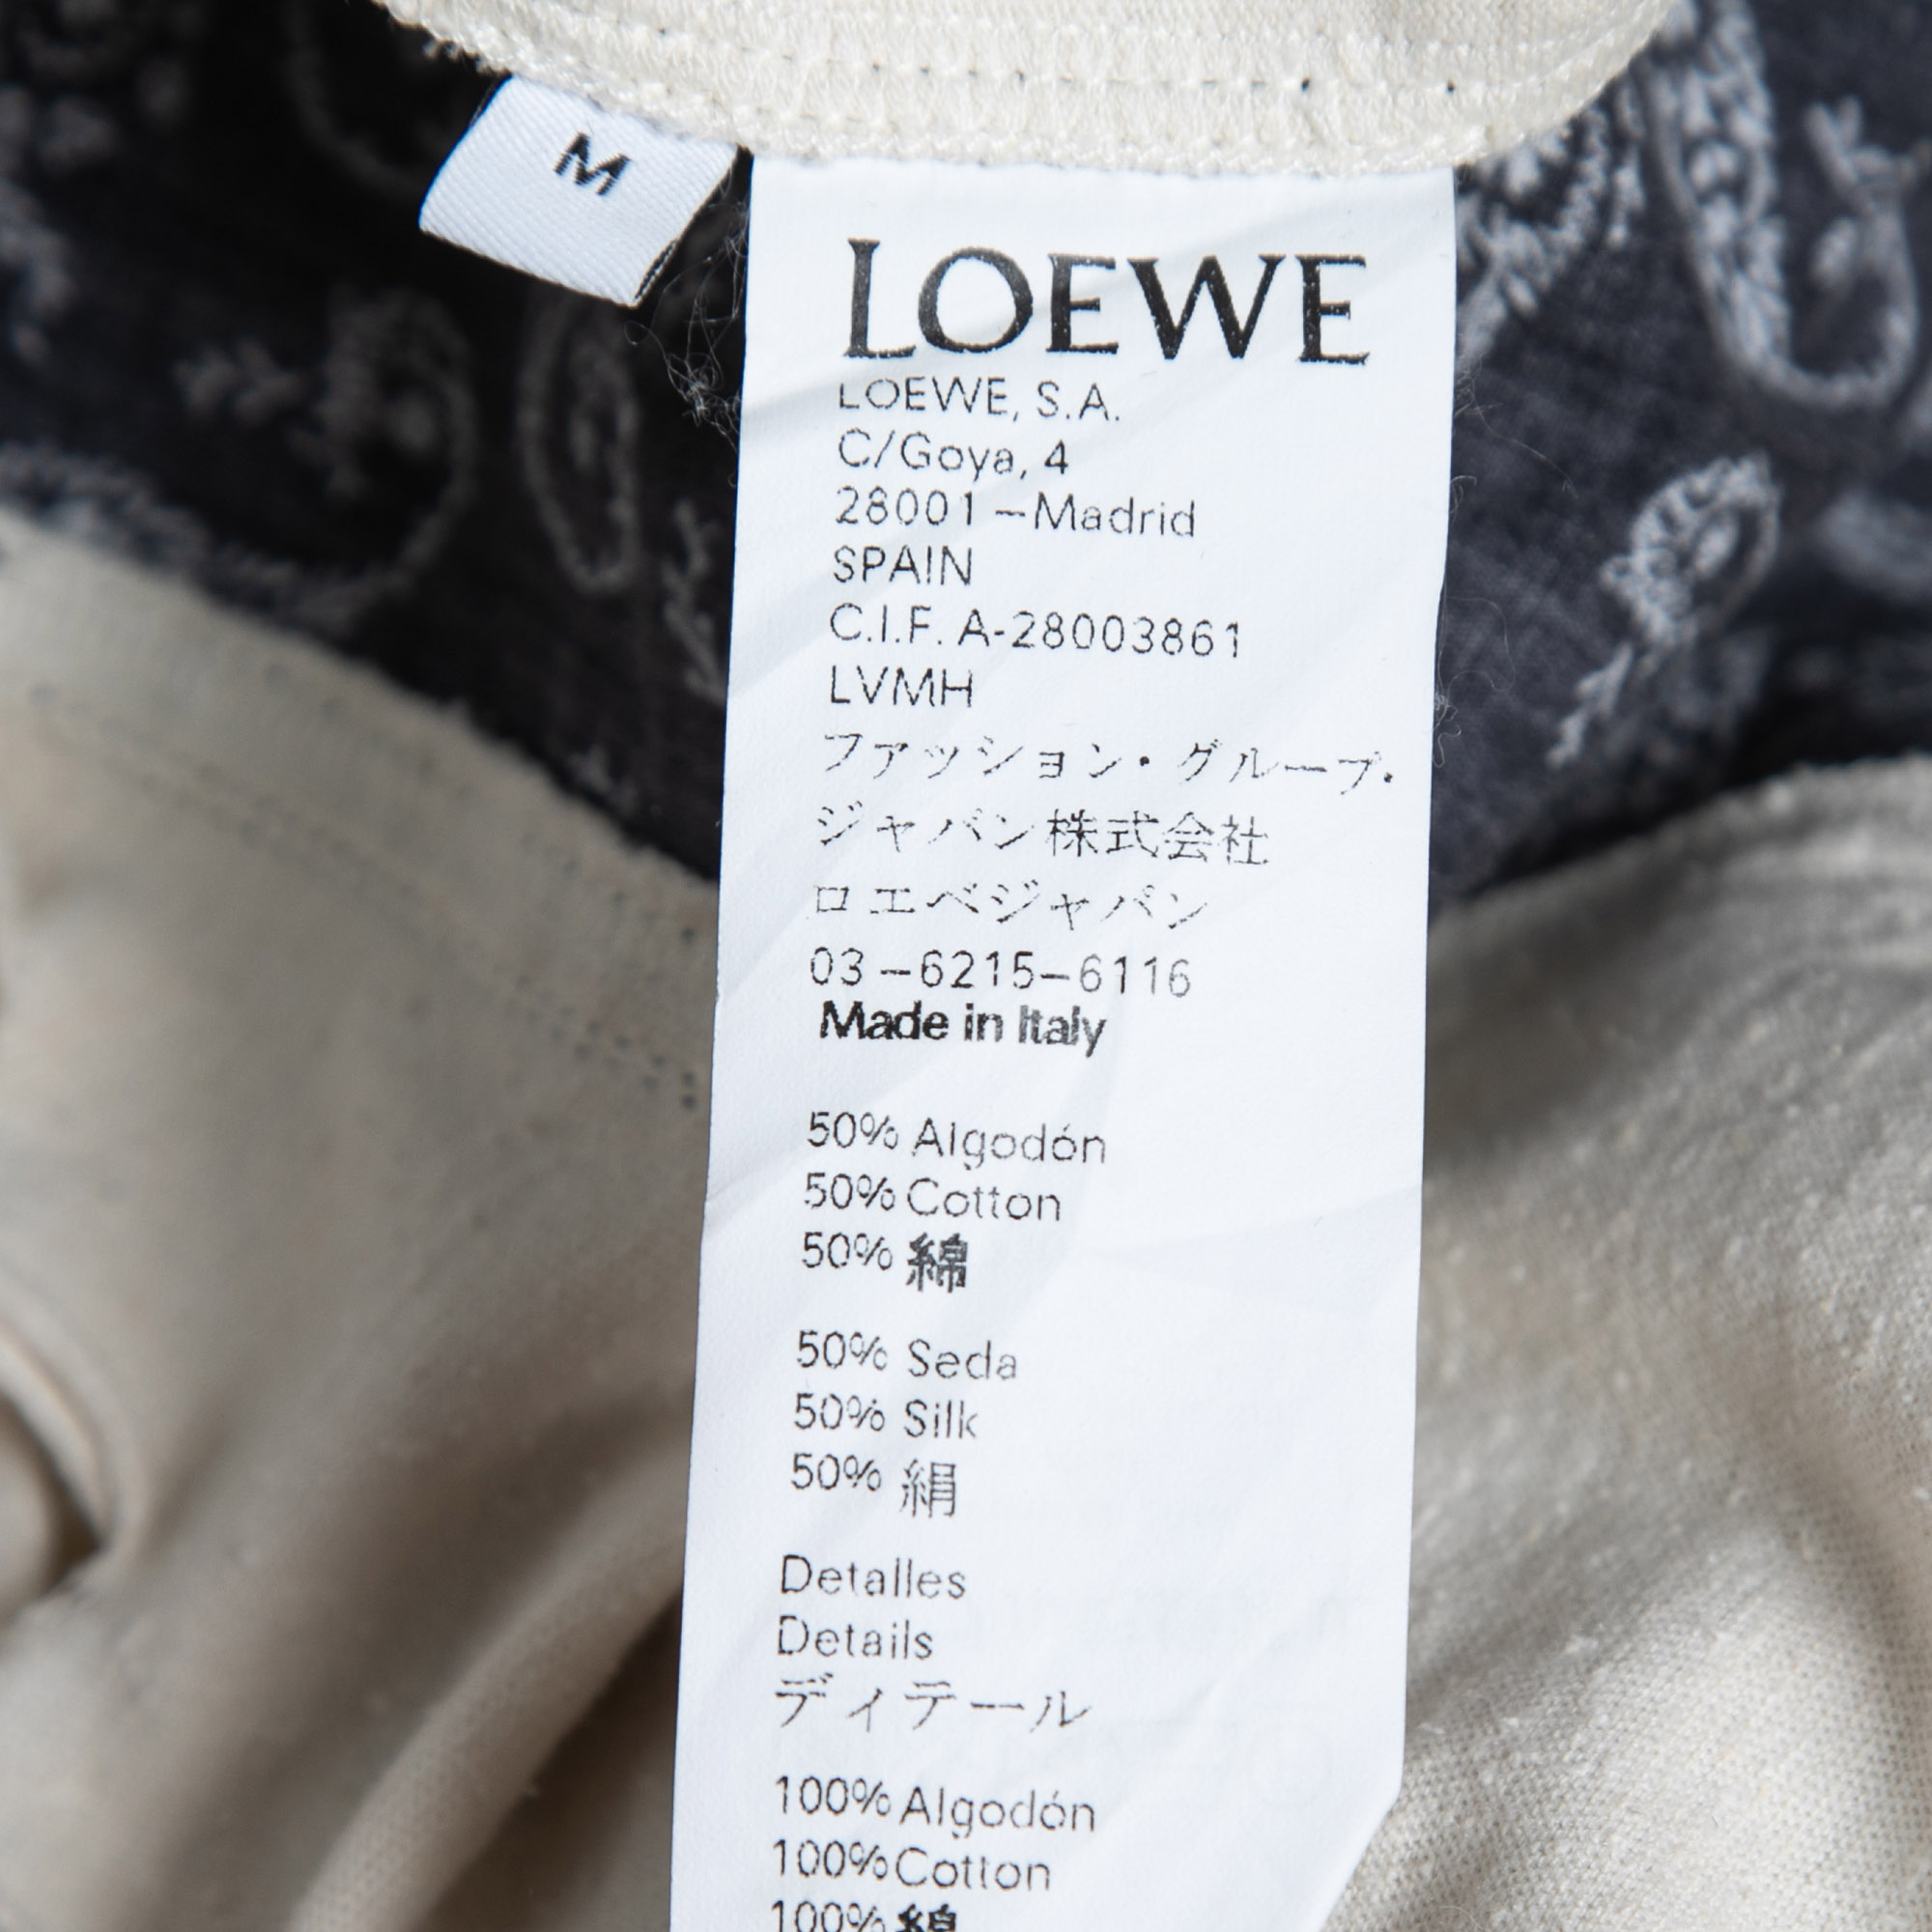 M
LOEWE
LOEWE, S.A.
C/Goya, 4
28001 –Madrid
SPAIN
C.I.F. A-28003861
LVMH
ファッション・グループ・
ジャパン株式会社
ロエベジャパン
03 –6215–6116
Made in Italy
50% Algodón
50% Cotton
50% 綿
50% Seda
50% Silk
50% 絹
Detalles
Details
ディテール
100% Algodón
100% Cotton
100% 綿